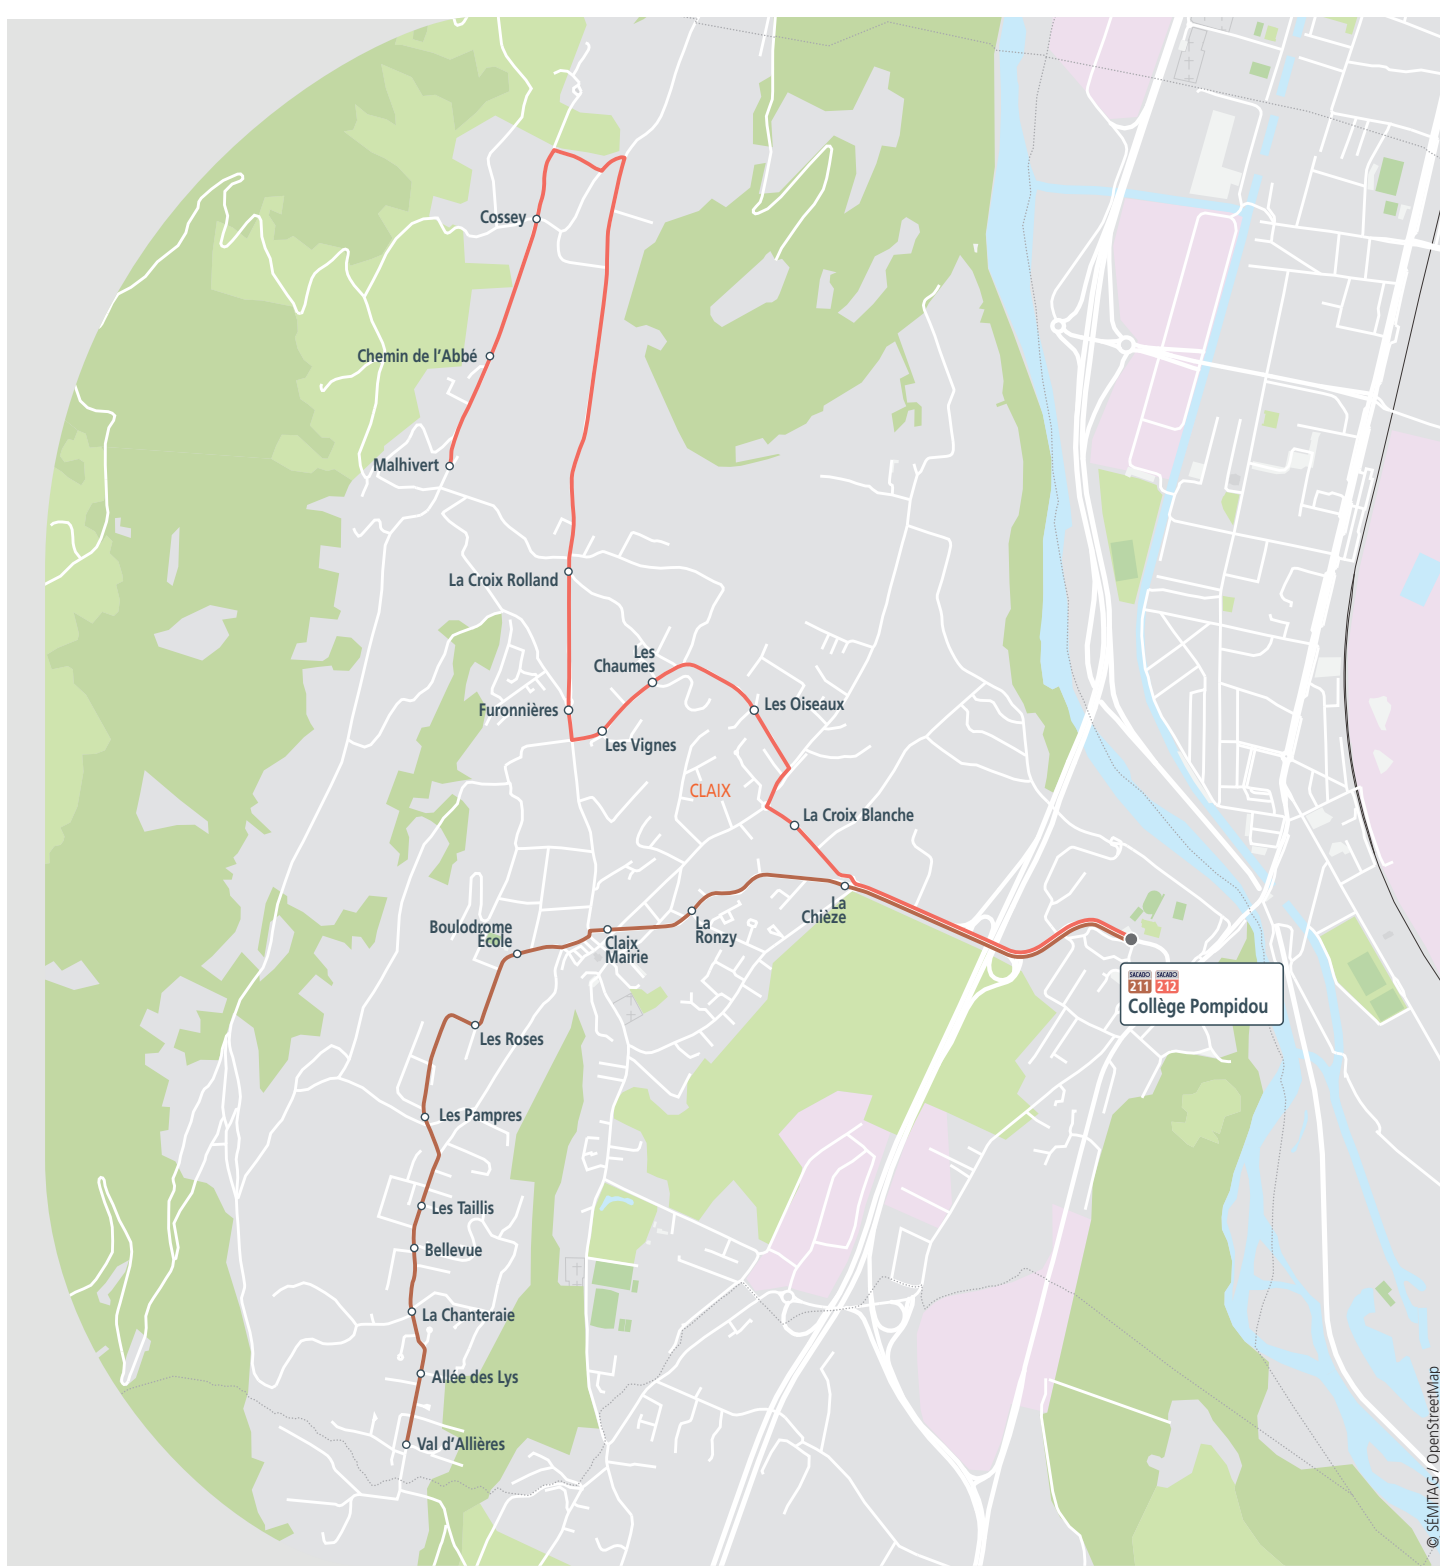 Cossey
Chemin de l'Abbé
Malhivert
La Croix Rolland
Les
Chaumes
Furonnières
Les Oiseaux
Les Vignes
CLAIX
La Croix Blanche
La
Chièze
La
Ronzy
Boulodrome
École
Claix
Mairie
SACADO SACADO
211 212
Collège Pompidou
Les Roses
Les Pampres
Les Taillis
Bellevue
La Chanteraie
Allée des Lys
Val d'Allières
© SÉMITAG / OpenStreetMap